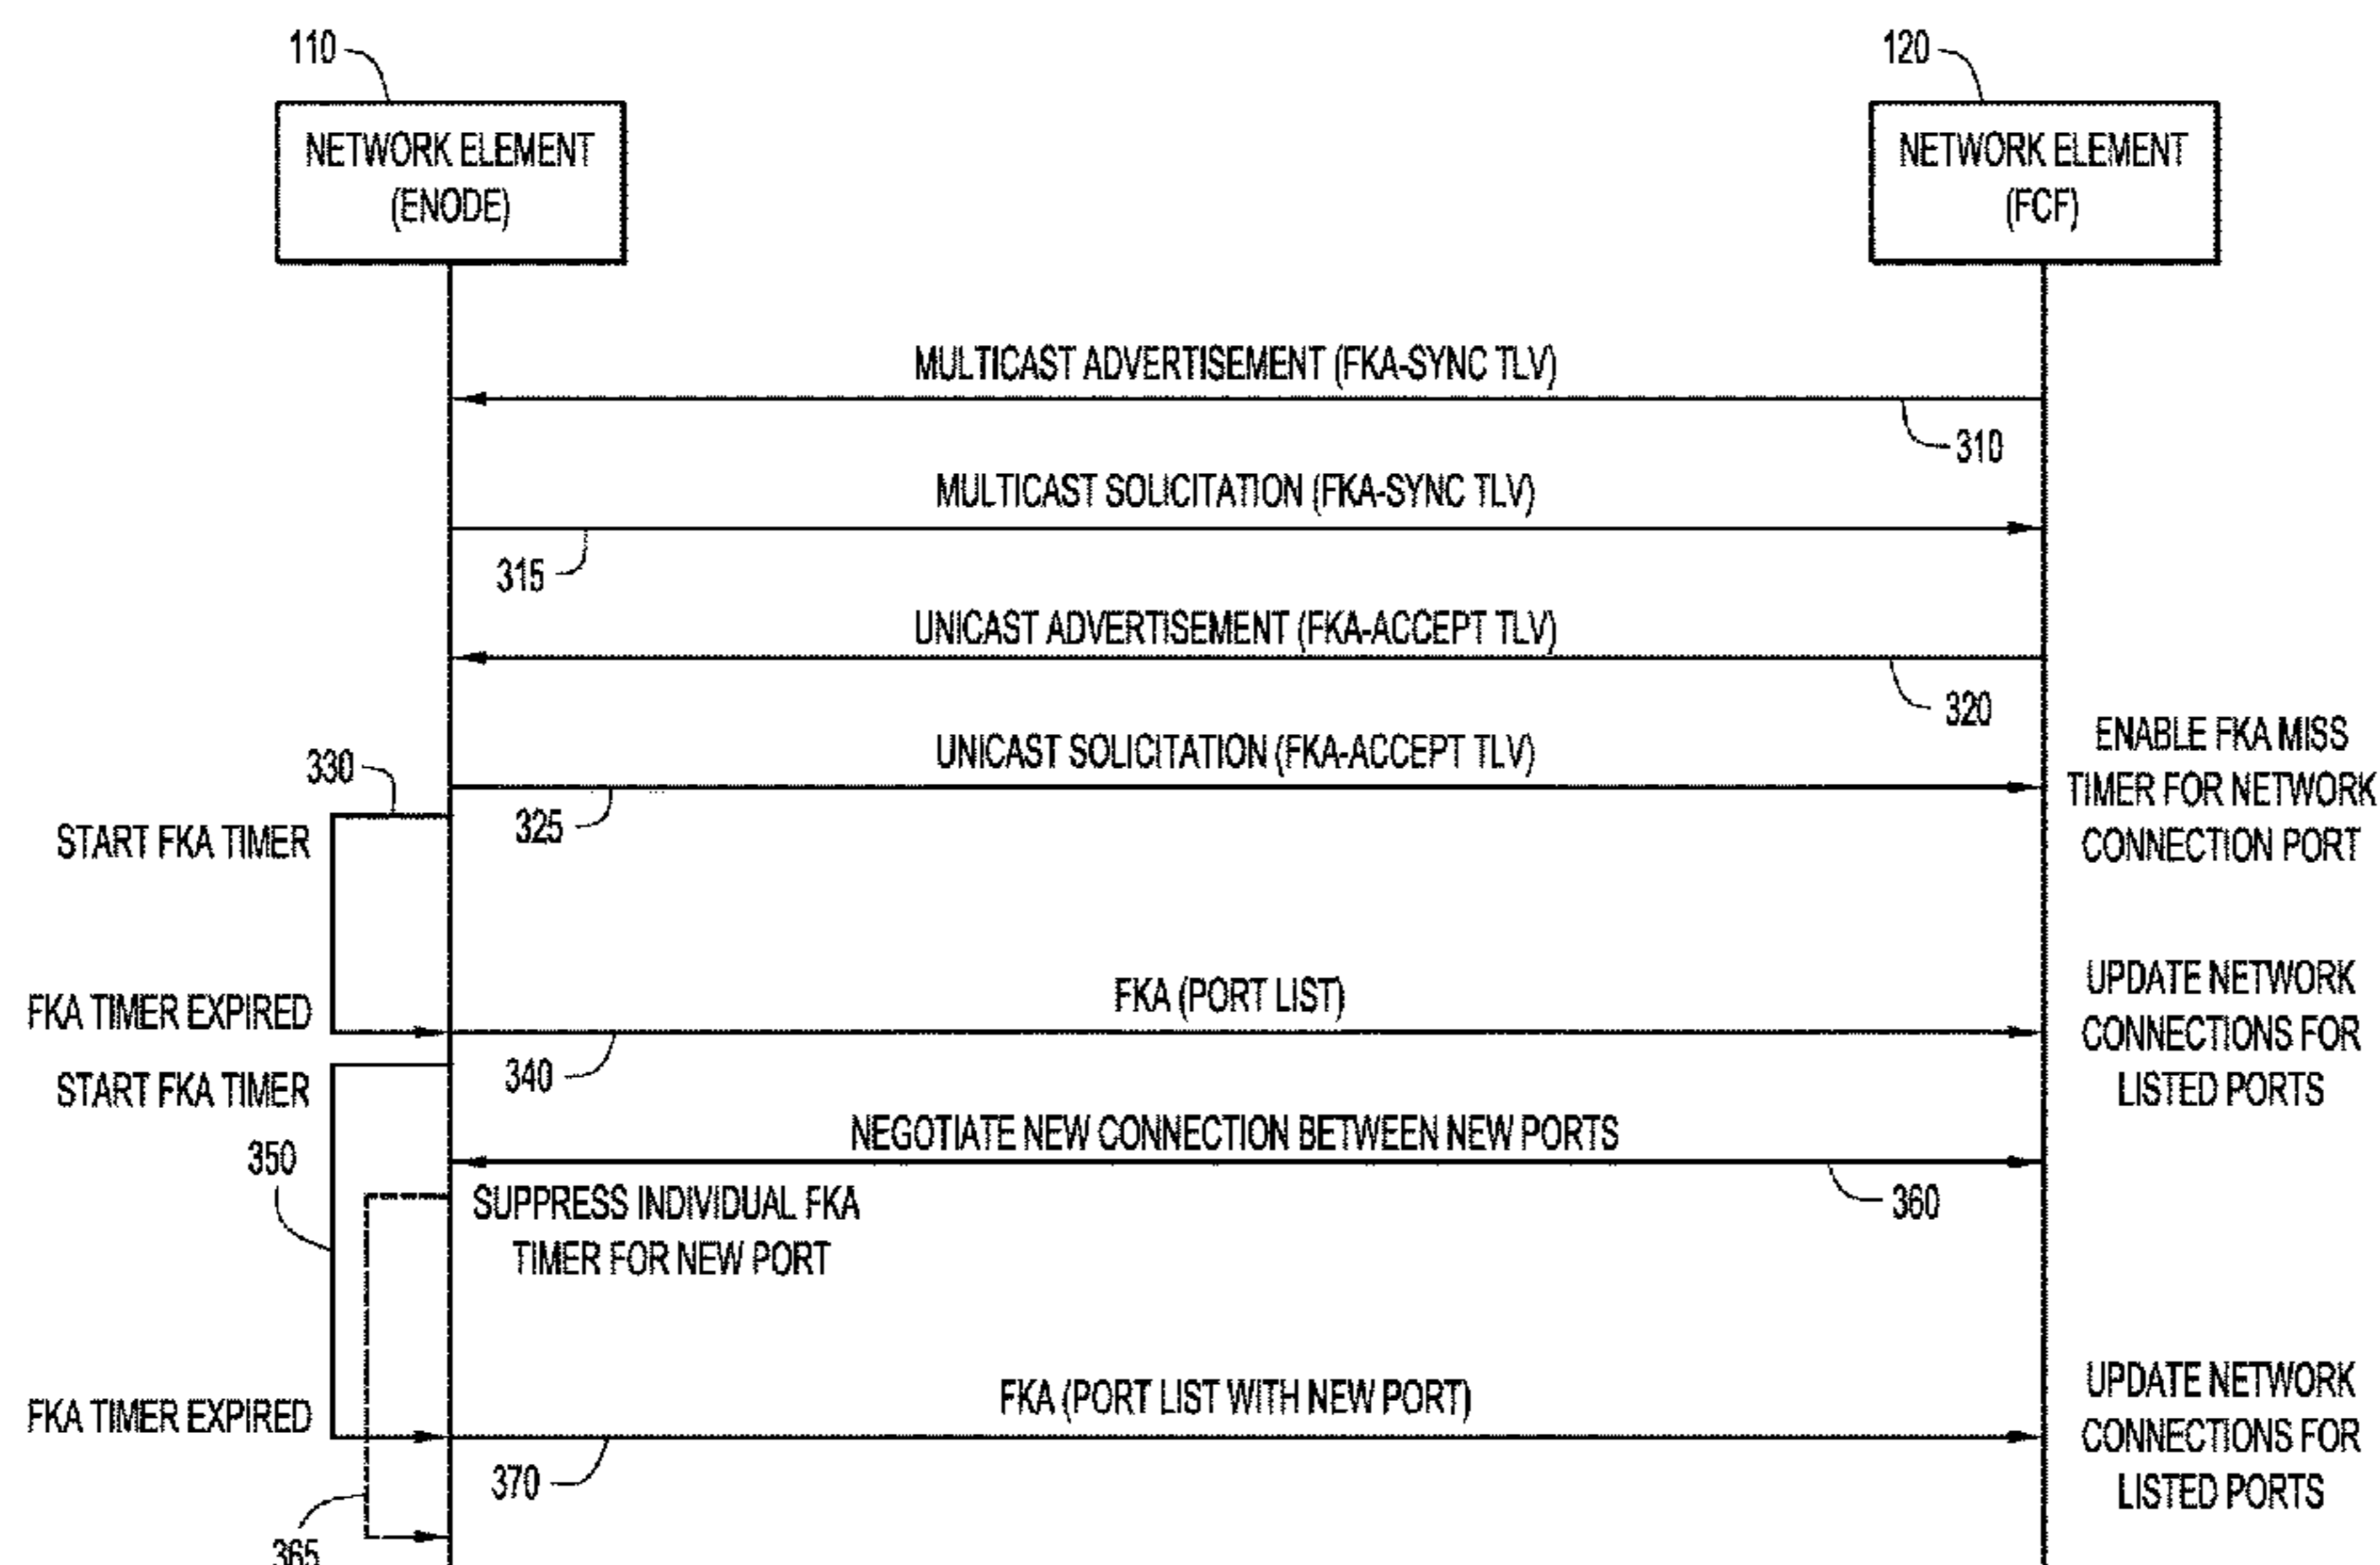 110
120
NETWORK ELEMENT
(ENODE)
NETWORK ELEMENT
(FCF)
MULTICAST ADVERTISEMENT (FKA-SYNC TLV)
310
MULTICAST SOLICITATION (FKA-SYNC TLV)
315
UNICAST ADVERTISEMENT (FKA-ACCEPT TLV)
320
UNICAST SOLICITATION (FKA-ACCEPT TLV)
325
ENABLE FKA MISS
TIMER FOR NETWORK
CONNECTION PORT
330
START FKA TIMER
FKA TIMER EXPIRED
FKA (PORT LIST)
340
UPDATE NETWORK
CONNECTIONS FOR
LISTED PORTS
START FKA TIMER
350
NEGOTIATE NEW CONNECTION BETWEEN NEW PORTS
360
SUPPRESS INDIVIDUAL FKA
TIMER FOR NEW PORT
FKA TIMER EXPIRED
FKA (PORT LIST WITH NEW PORT)
370
UPDATE NETWORK
CONNECTIONS FOR
LISTED PORTS
365